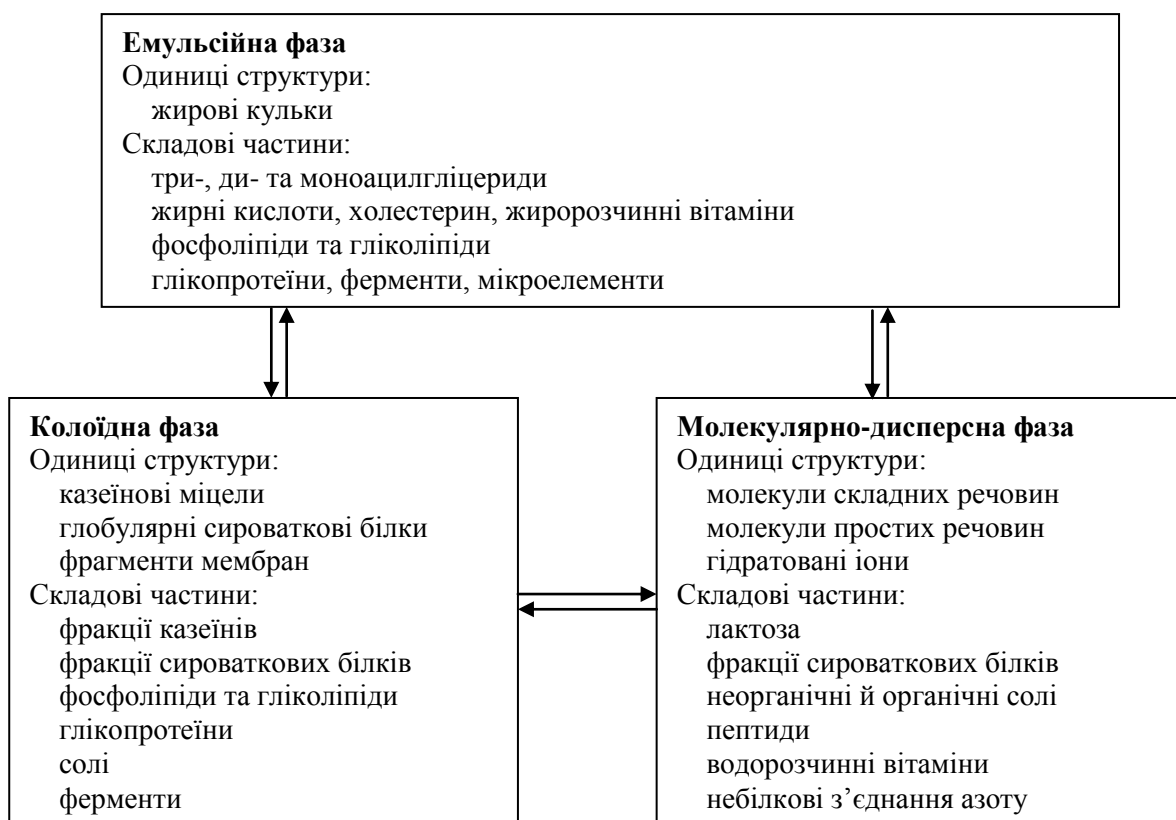 Емульсійна фаза
Одиниці структури:
жирові кульки
Складові частини:
три-, ди- та моноацилгліцериди
жирні кислоти, холестерин, жиророзчинні вітаміни
фосфоліпіди та гліколіпіди
глікопротеїни, ферменти, мікроелементи
Колоїдна фаза
Одиниці структури:
казеїнові міцели
глобулярні сироваткові білки
фрагменти мембран
Складові частини:
фракції казеїнів
фракції сироваткових білків
фосфоліпіди та гліколіпіди
глікопротеїни
солі
ферменти
Молекулярно-дисперсна фаза
Одиниці структури:
молекули складних речовин
молекули простих речовин
гідратовані іони
Складові частини:
лактоза
фракції сироваткових білків
неорганічні й органічні солі
пептиди
водорозчинні вітаміни
небілкові з’єднання азоту